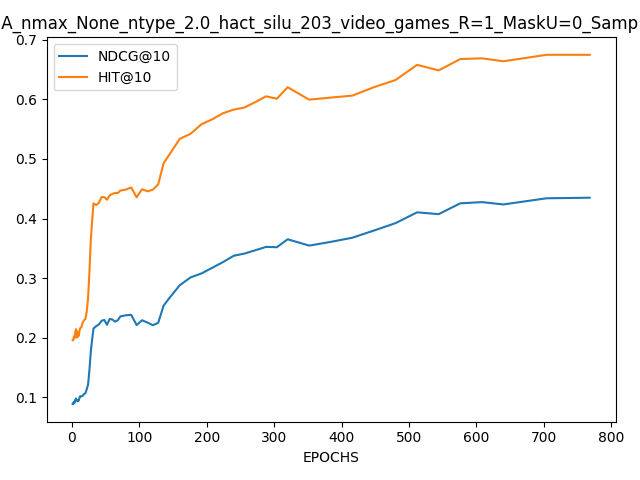 A_nmax_None_ntype_2.0_hact_silu_203_video_games_R=1_MaskU=0_Samp
NDCG@10
HIT@10
0.7
0.6
0.5
0.4
0.3
0.2
0.1
0 100 200 300 400 500 600 700 800
EPOCHS